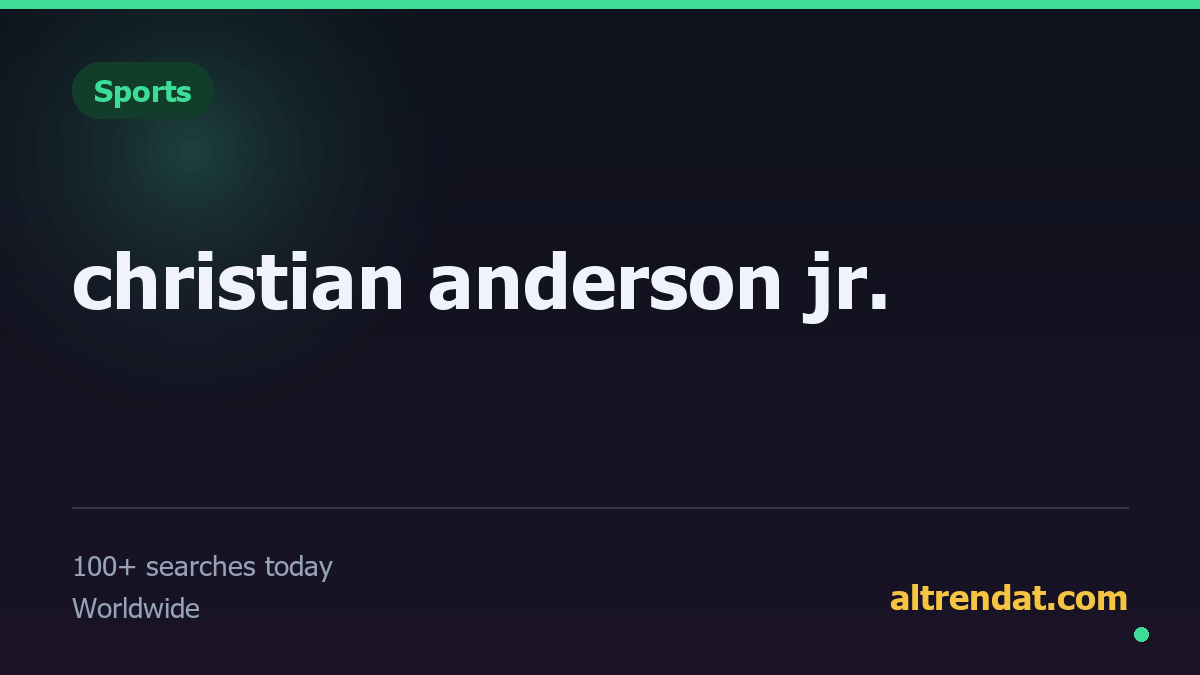 Sports
christian anderson jr.
100+ searches today
Worldwide
altrendat.com